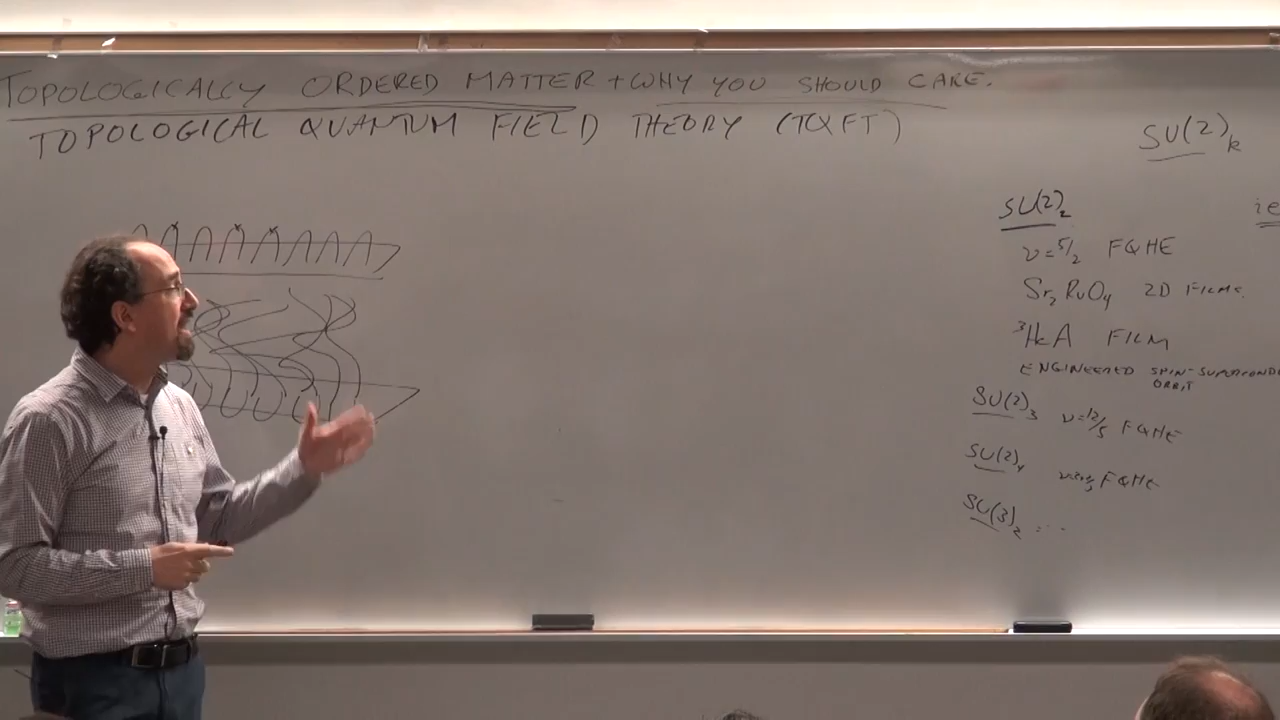 TOPOLOGICALLY ORDERED MATTER + WHY YOU SHOULD CARE.
TOPOLOGICAL QUANTUM FIELD THEORY (TQFT)
SU(2)ₖ
SU(2)₂
ie
ν=5/2 FQHE
Sr₂RuO₄ 2D FILMS.
³HeA FILM
ENGINEERED SPIN-SUPERCOND
ORBIT
SU(2)₃ ν=12/5 FQHE
SU(2)₄ FQHE
SU(3)₂ ...